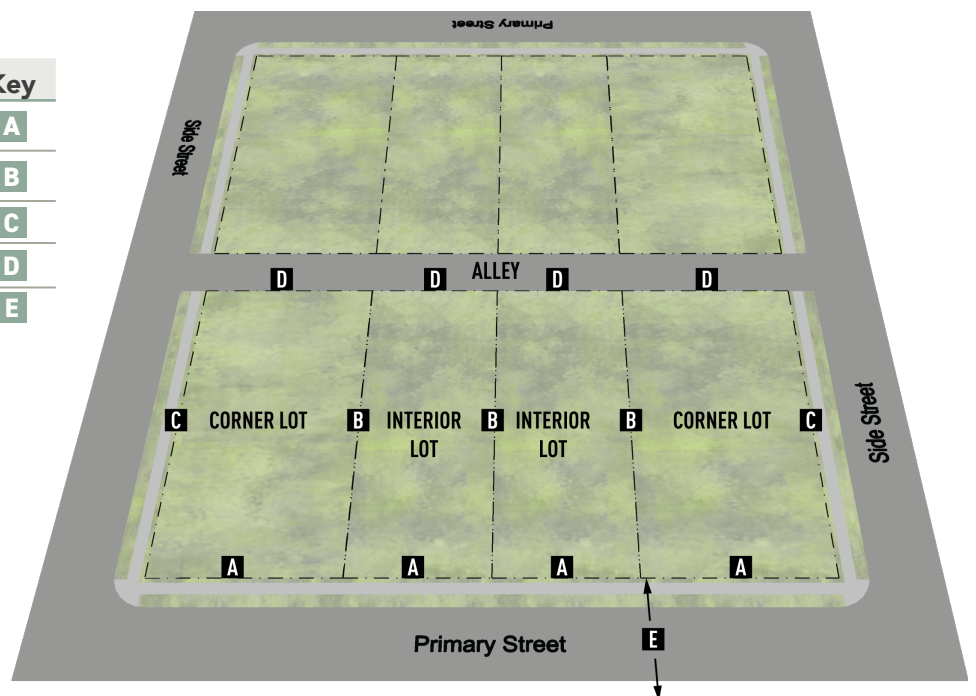 Primary Street
Key
A
B
C
D
E
Side Street
ALLEY
D
D
D
D
C
CORNER LOT
B
INTERIOR
LOT
B
INTERIOR
LOT
B
CORNER LOT
C
Side Street
A
A
A
A
Primary Street
E